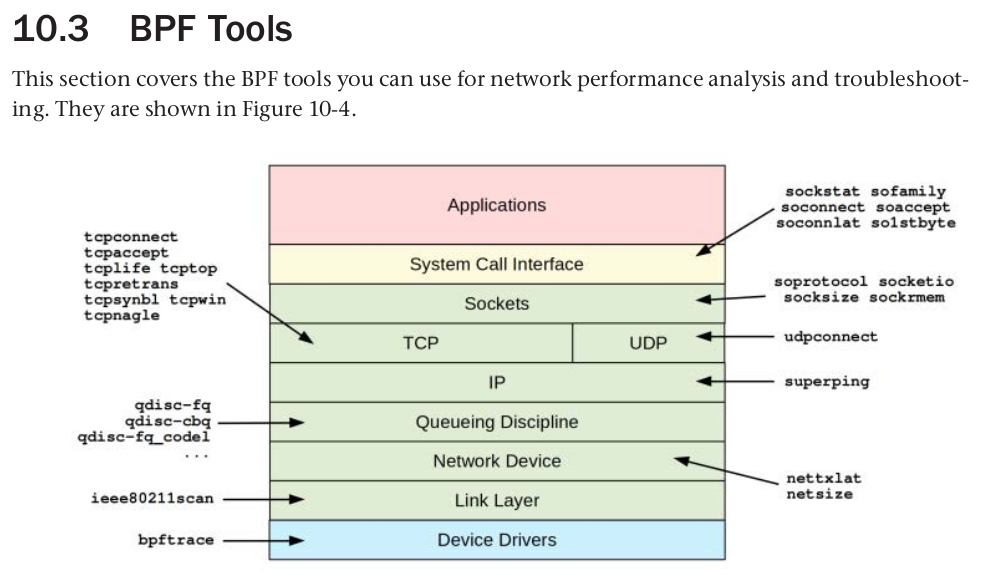 10.3 BPF Tools
This section covers the BPF tools you can use for network performance analysis and troubleshoot-
ing. They are shown in Figure 10-4.
Applications
System Call Interface
Sockets
TCP
UDP
IP
Queueing Discipline
Network Device
Link Layer
Device Drivers
tcpconnect
tcpaccept
tcplife tcptop
tcpretrans
tcpsynbl tcpwin
tcpnagle
qdisc-fq
qdisc-cbq
qdisc-fq_codel
...
ieee80211scan
bpftrace
sockstat sofamily
soconnect soaccept
soconnlat so1stbyte
soprotocol socketio
socksize sockrmem
udpconnect
superping
nettxlat
netsize